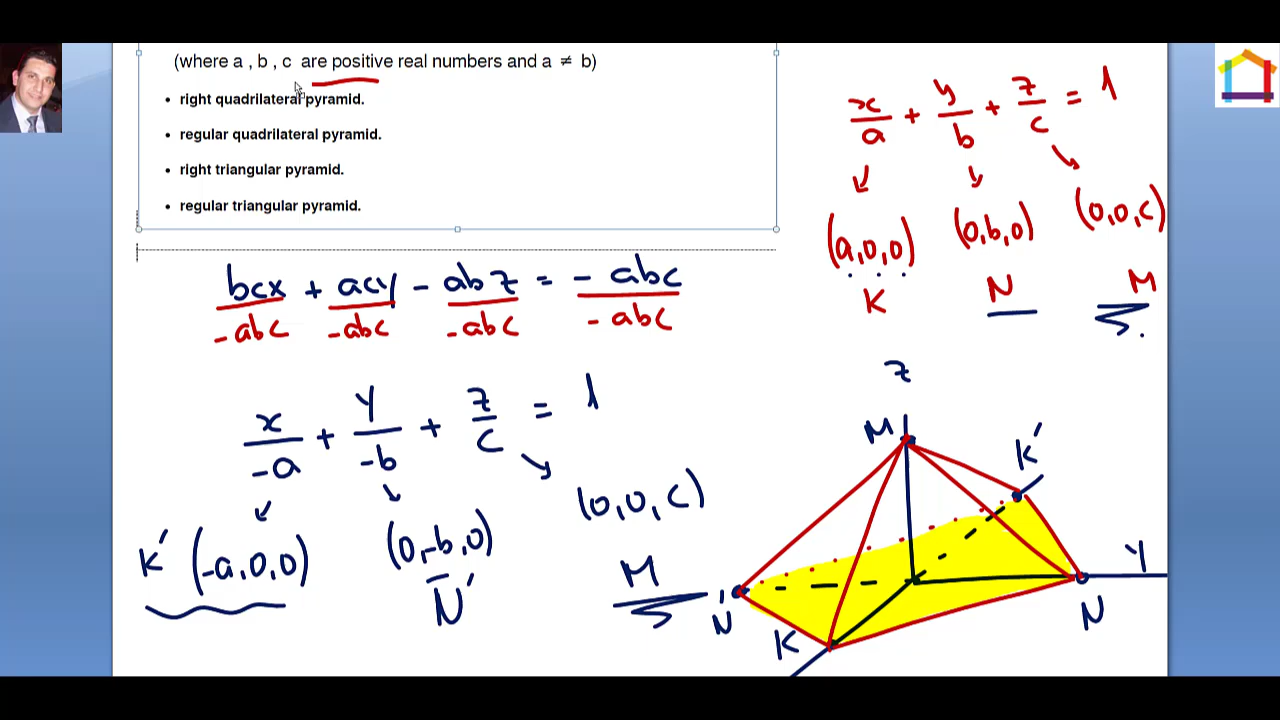 (where a , b , c are positive real numbers and a ≠ b)
• right quadrilateral pyramid.
• regular quadrilateral pyramid.
• right triangular pyramid.
• regular triangular pyramid.
x/a + y/b + z/c = 1
(a,0,0) (0,b,0) (0,0,c)
K N M
bcx/-abc + acy/-abc - abz/-abc = - abc/-abc
x/-a + y/-b + z/c = 1
K' (-a,0,0) (0,-b,0) (0,0,c)
N' M
z
M K'
Y
N' K N